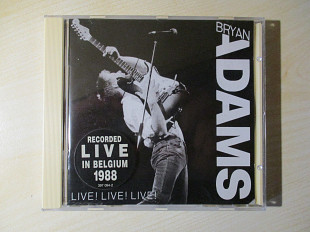 BRYAN
ADAMS
RECORDED
LIVE
IN BELGIUM
1988
LIVE! LIVE! LIVE!